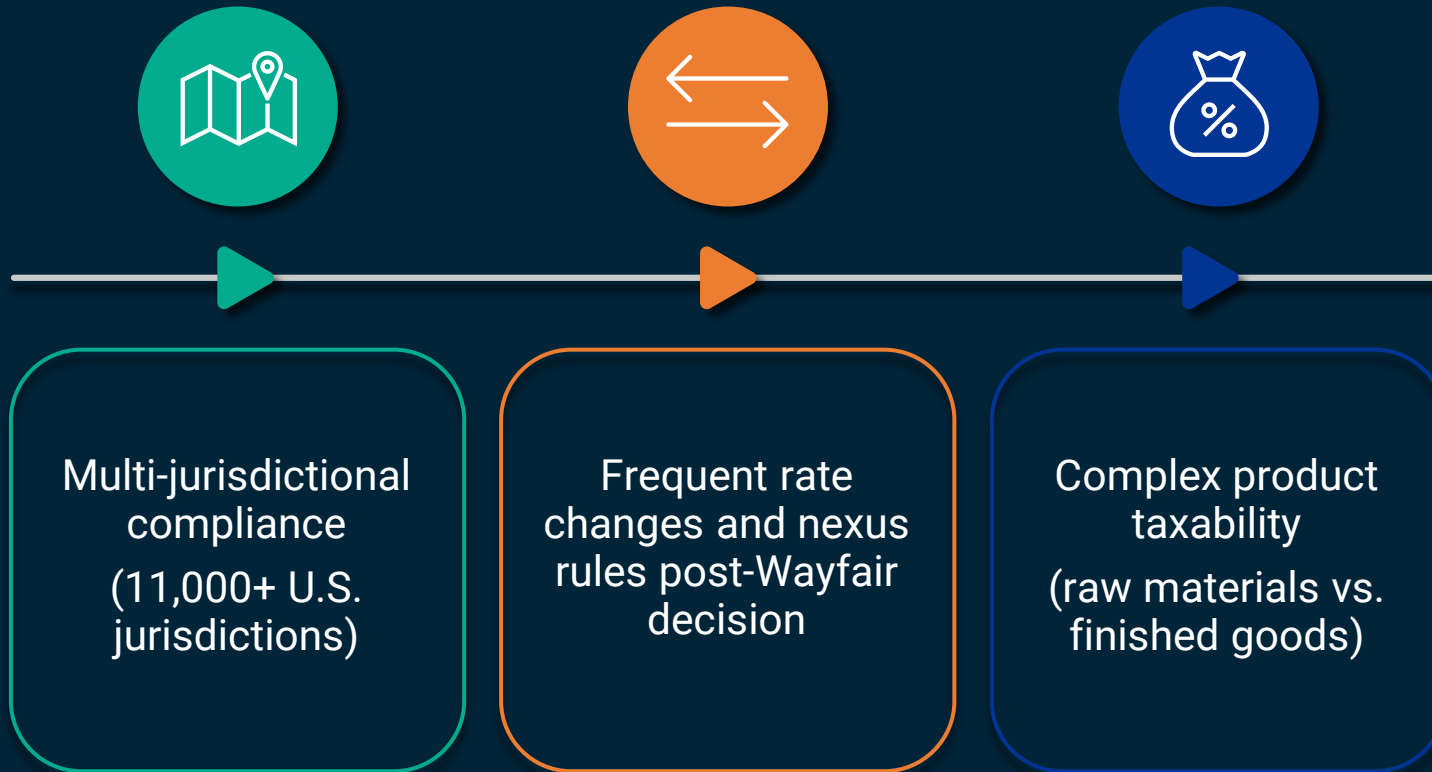 %
Multi-jurisdictional
compliance
(11,000+ U.S.
jurisdictions)
Frequent rate
changes and nexus
rules post-Wayfair
decision
Complex product
taxability
(raw materials vs.
finished goods)